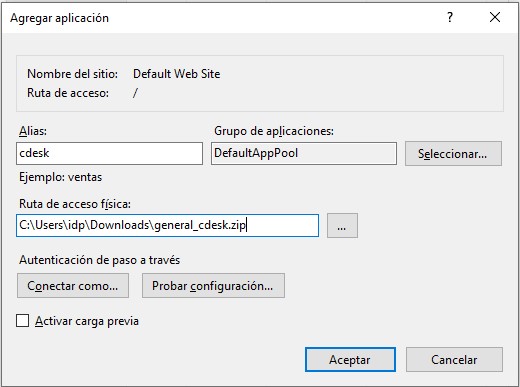 Agregar aplicación
?
Nombre del sitio: Default Web Site
Ruta de acceso: /
Alias: Grupo de aplicaciones:
cdesk DefaultAppPool Seleccionar...
Ejemplo: ventas
Ruta de acceso física:
C:\Users\idp\Downloads\general_cdesk.zip ...
Autenticación de paso a través
Conectar como... Probar configuración...
Activar carga previa
Aceptar Cancelar